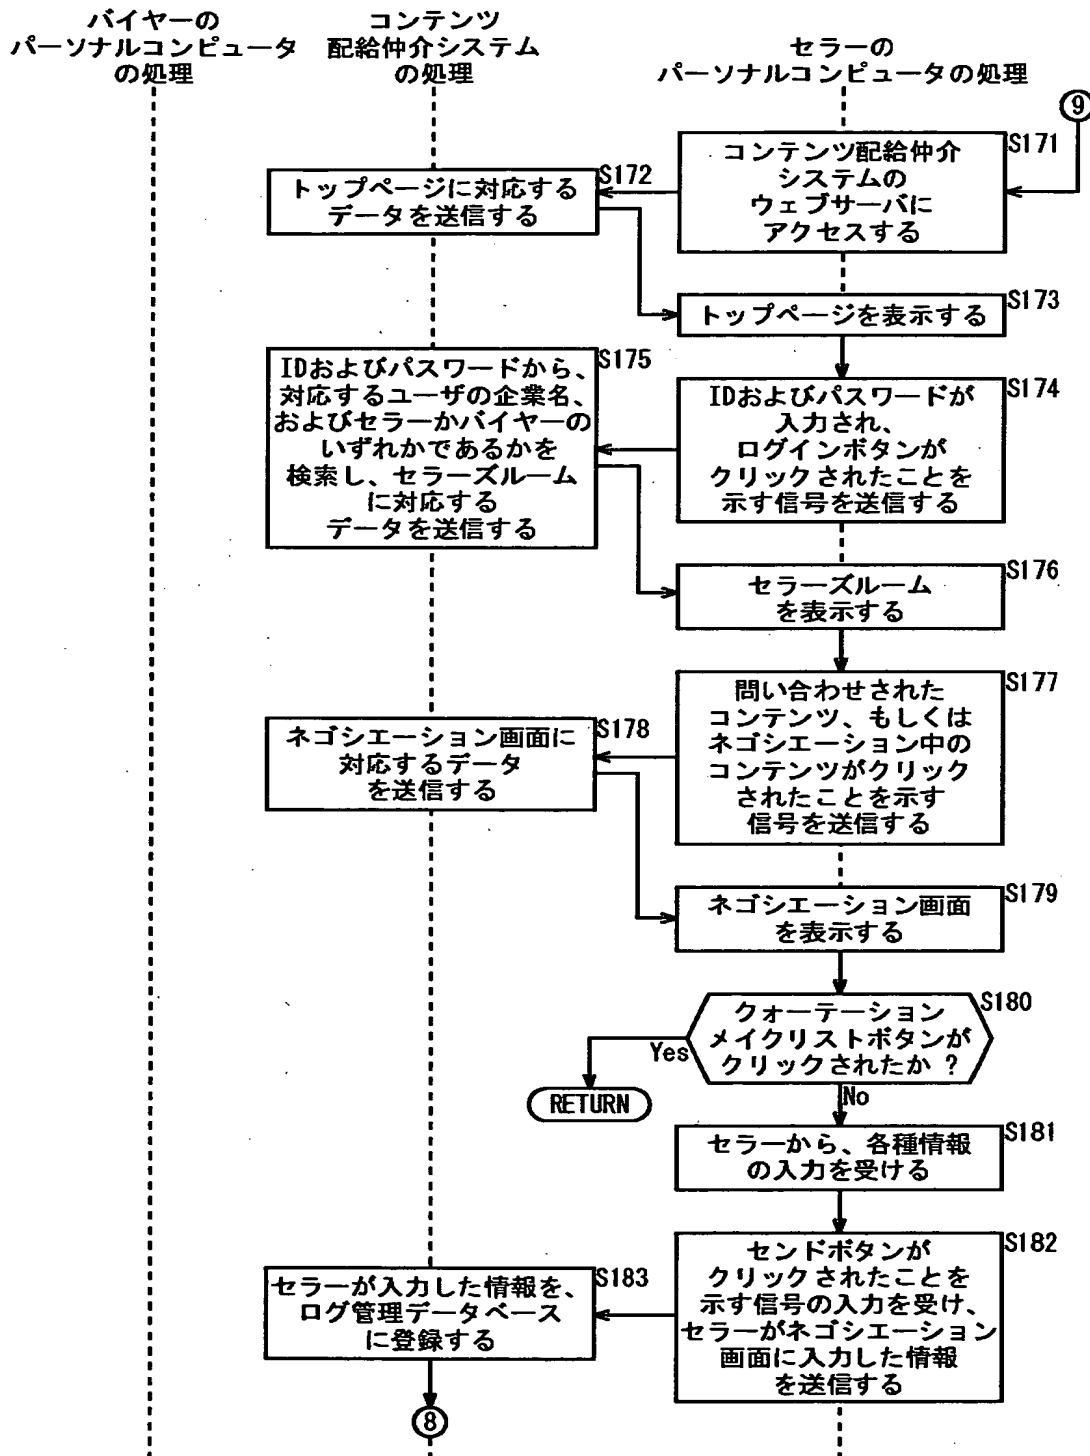 バイヤーの
パーソナルコンピュータ
の処理
コンテンツ
配給仲介システム
の処理
セラーの
パーソナルコンピュータの処理
⑨
S171
コンテンツ配給仲介
システムの
ウェブサーバに
アクセスする
S172
トップページに対応する
データを送信する
S173
トップページを表示する
S175
IDおよびパスワードから、
対応するユーザの企業名、
およびセラーかバイヤーの
いずれかであるかを
検索し、セラーズルーム
に対応する
データを送信する
S174
IDおよびパスワードが
入力され、
ログインボタンが
クリックされたことを
示す信号を送信する
S176
セラーズルーム
を表示する
S177
問い合わせされた
コンテンツ、もしくは
ネゴシエーション中の
コンテンツがクリック
されたことを示す
信号を送信する
S178
ネゴシエーション画面に
対応するデータ
を送信する
S179
ネゴシエーション画面
を表示する
S180
クォーテーション
メイクリストボタンが
クリックされたか ?
Yes
RETURN
No
S181
セラーから、各種情報
の入力を受ける
S182
センドボタンが
クリックされたことを
示す信号の入力を受け、
セラーがネゴシエーション
画面に入力した情報
を送信する
S183
セラーが入力した情報を、
ログ管理データベース
に登録する
⑧